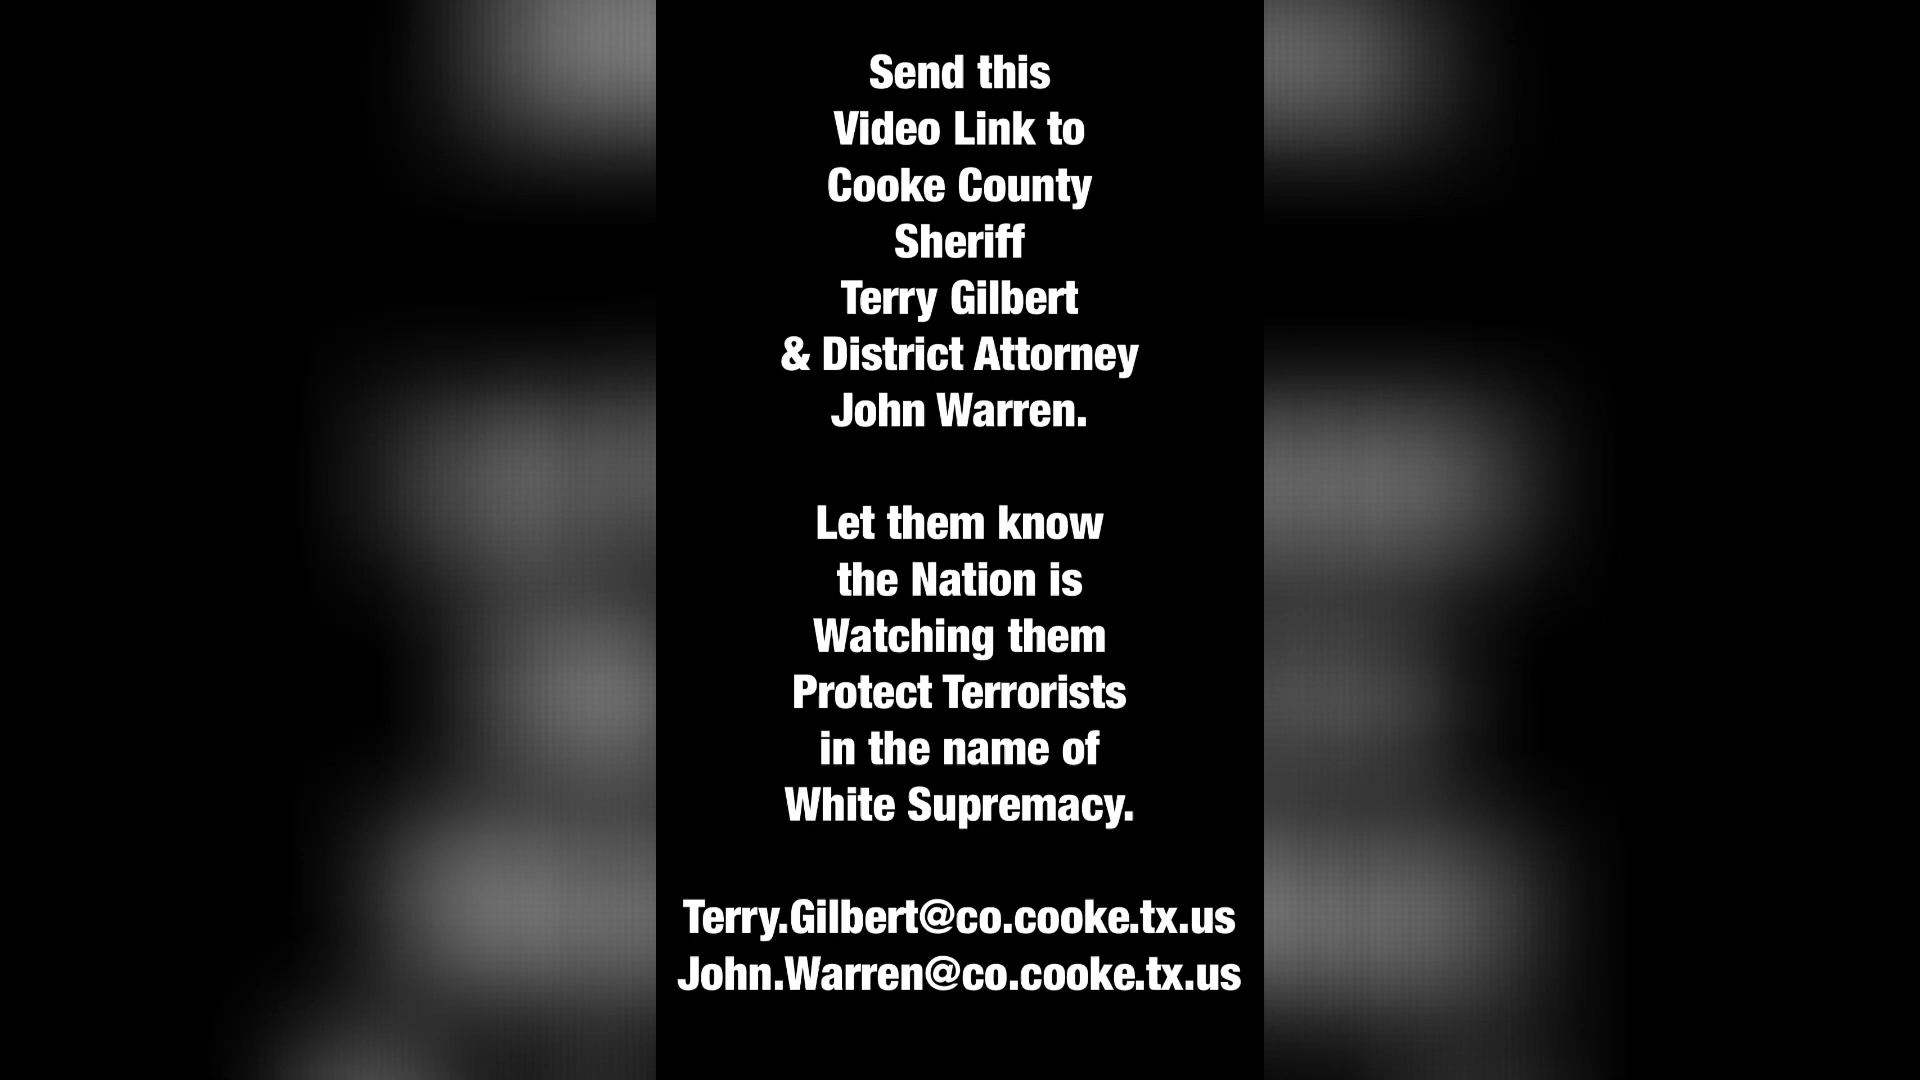 Send this
Video Link to
Cooke County
Sheriff
Terry Gilbert
& District Attorney
John Warren.
Let them know
the Nation is
Watching them
Protect Terrorists
in the name of
White Supremacy.
Terry.Gilbert@co.cooke.tx.us
John.Warren@co.cooke.tx.us